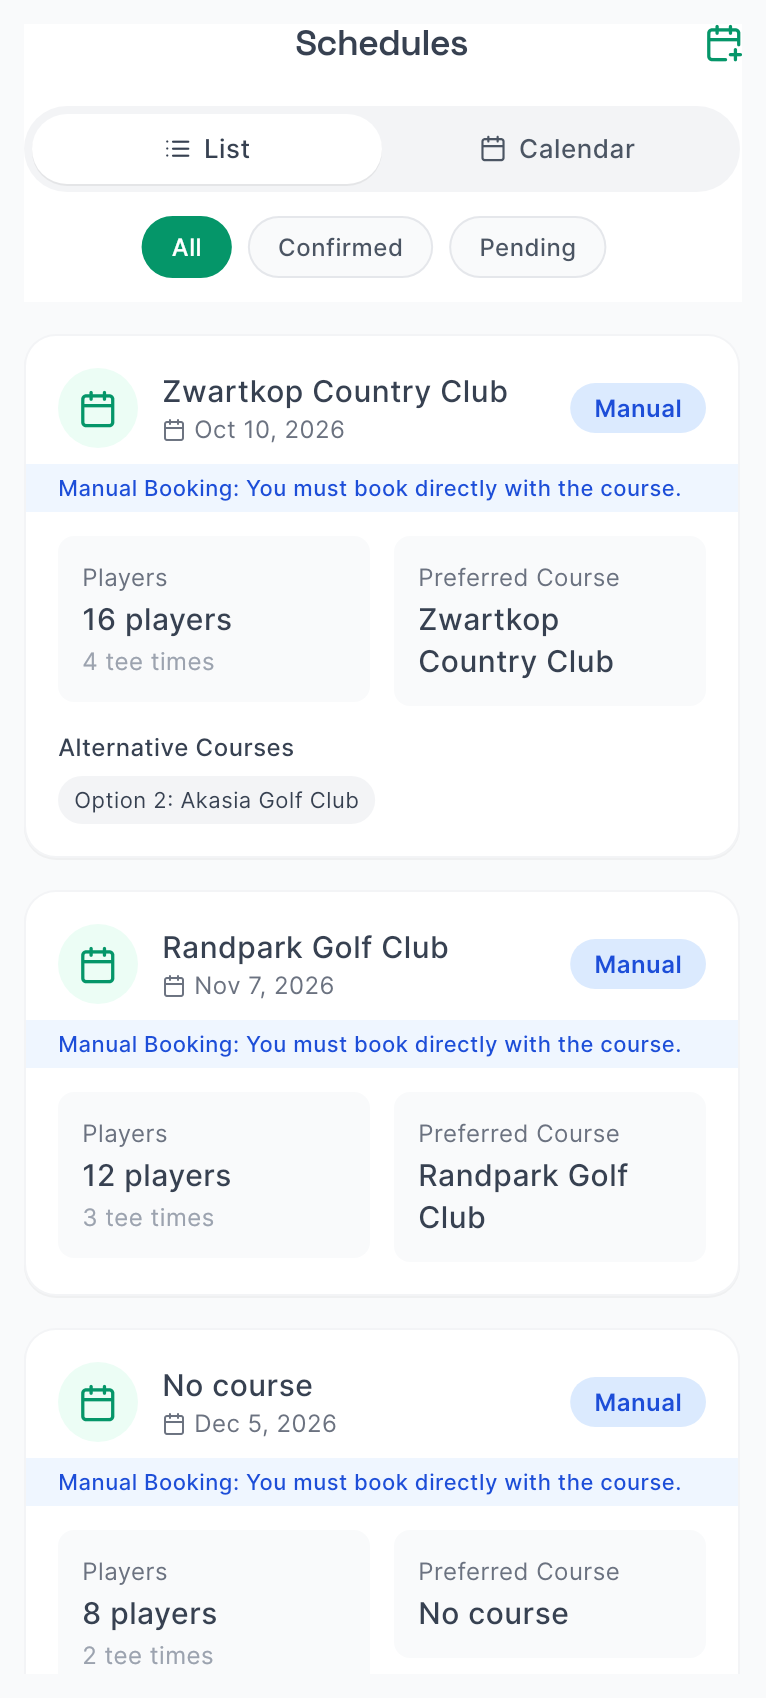 Schedules
List
Calendar
All
Confirmed
Pending
Zwartkop Country Club
Oct 10, 2026
Manual
Manual Booking: You must book directly with the course.
Players
16 players
4 tee times
Preferred Course
Zwartkop
Country Club
Alternative Courses
Option 2: Akasia Golf Club
Randpark Golf Club
Nov 7, 2026
Manual
Manual Booking: You must book directly with the course.
Players
12 players
3 tee times
Preferred Course
Randpark Golf
Club
No course
Dec 5, 2026
Manual
Manual Booking: You must book directly with the course.
Players
8 players
2 tee times
Preferred Course
No course